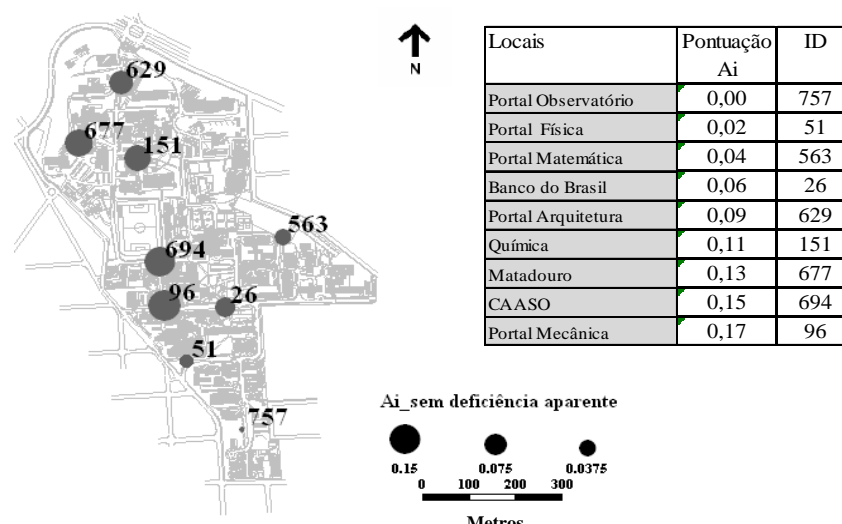 629
677
151
563
694
96
26
51
757
N
Locais Pontuação Ai ID
Portal Observatório 0,00 757
Portal Física 0,02 51
Portal Matemática 0,04 563
Banco do Brasil 0,06 26
Portal Arquitetura 0,09 629
Química 0,11 151
Matadouro 0,13 677
CAASO 0,15 694
Portal Mecânica 0,17 96
Ai_sem deficiência aparente
0.15 0.075 0.0375
0 100 200 300
Metros